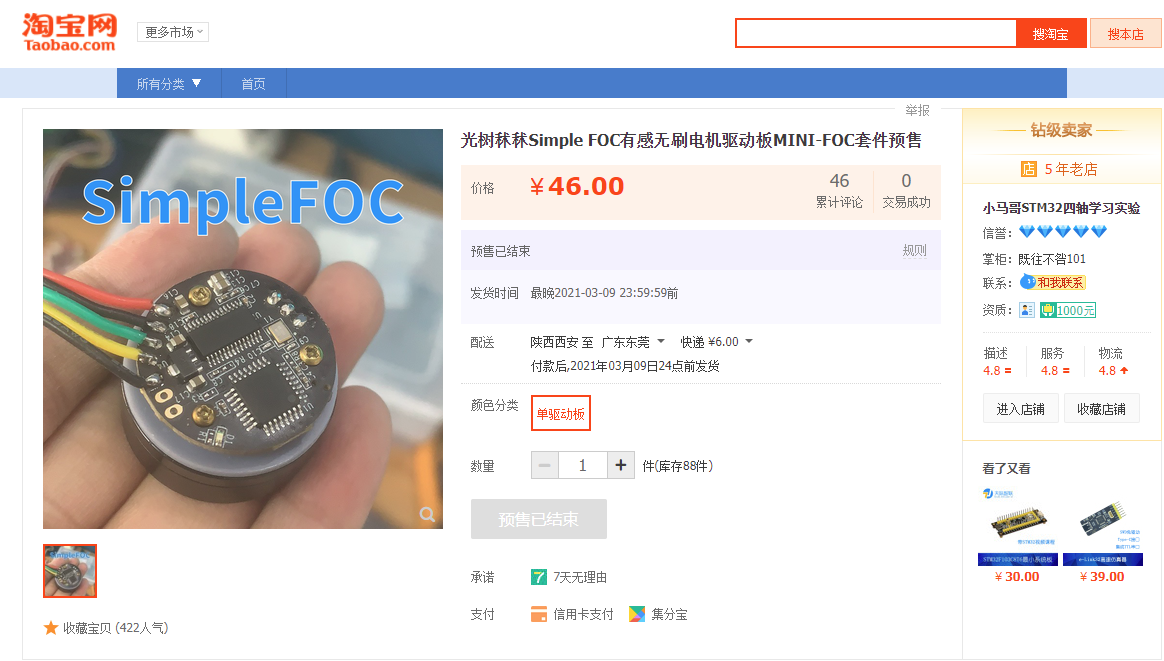 淘宝网
Taobao.com
更多市场
搜淘宝
搜本店
所有分类
首页
举报
光树秝秝Simple FOC有感无刷电机驱动板MINI-FOC套件预售
价格
¥46.00
46
累计评论
0
交易成功
预售已结束
规则
发货时间 最晚2021-03-09 23:59:59前
配送
陕西西安 至 广东东莞 快递 ¥6.00
付款后,2021年03月09日24点前发货
颜色分类
单驱动板
数量
− 1 + 件(库存88件)
预售已结束
承诺
7 7天无理由
支付
信用卡支付 集分宝
SimpleFOC
SimpleFOC
收藏宝贝 (422人气)
钻级卖家
店 5 年老店
小马哥STM32四轴学习实验
信誉:
掌柜: 既往不咎101
联系: 和我联系
资质: 1000元
描述 服务 物流
4.8 = 4.8 = 4.8
进入店铺 收藏店铺
看了又看
¥30.00
¥39.00